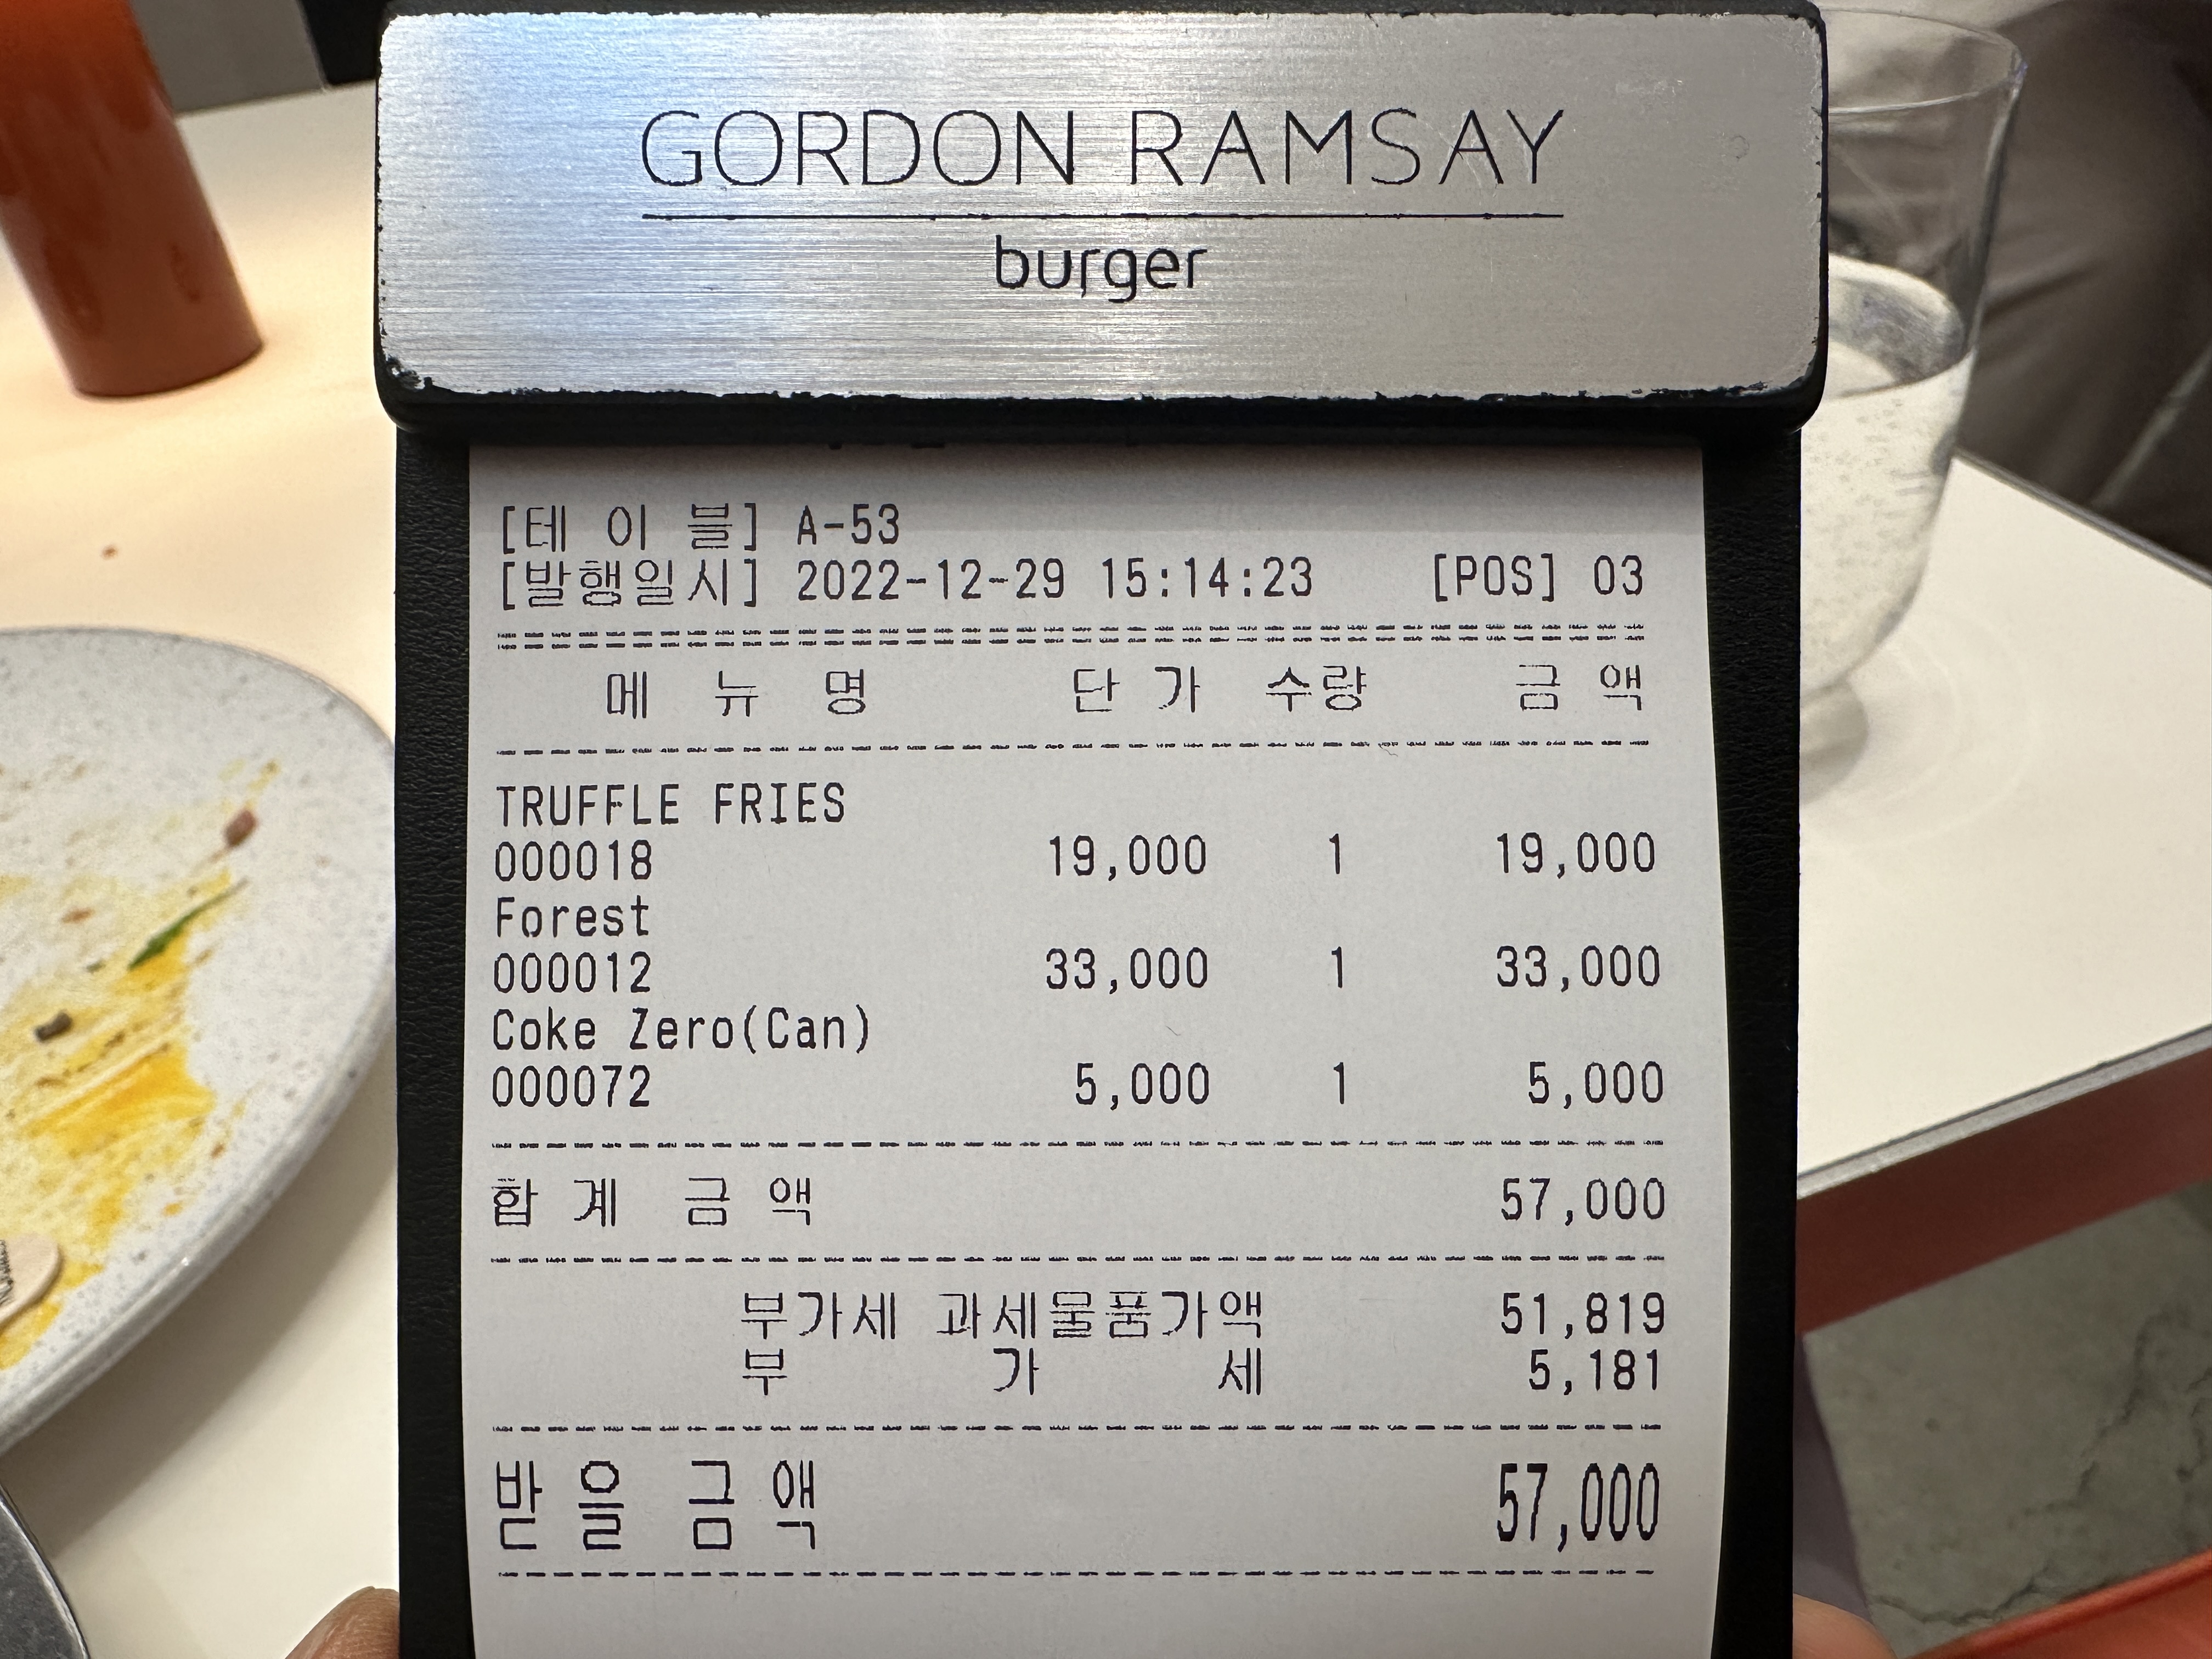 GORDON RAMSAY
burger
[테 이 블] A-53
[발행일시] 2022-12-29 15:14:23 [POS] 03
메 뉴 명 단 가 수량 금 액
TRUFFLE FRIES
000018 19,000 1 19,000
Forest
000012 33,000 1 33,000
Coke Zero(Can)
000072 5,000 1 5,000
합 계 금 액 57,000
부가세 과세물품가액 51,819
부 가 세 5,181
받 을 금 액 57,000